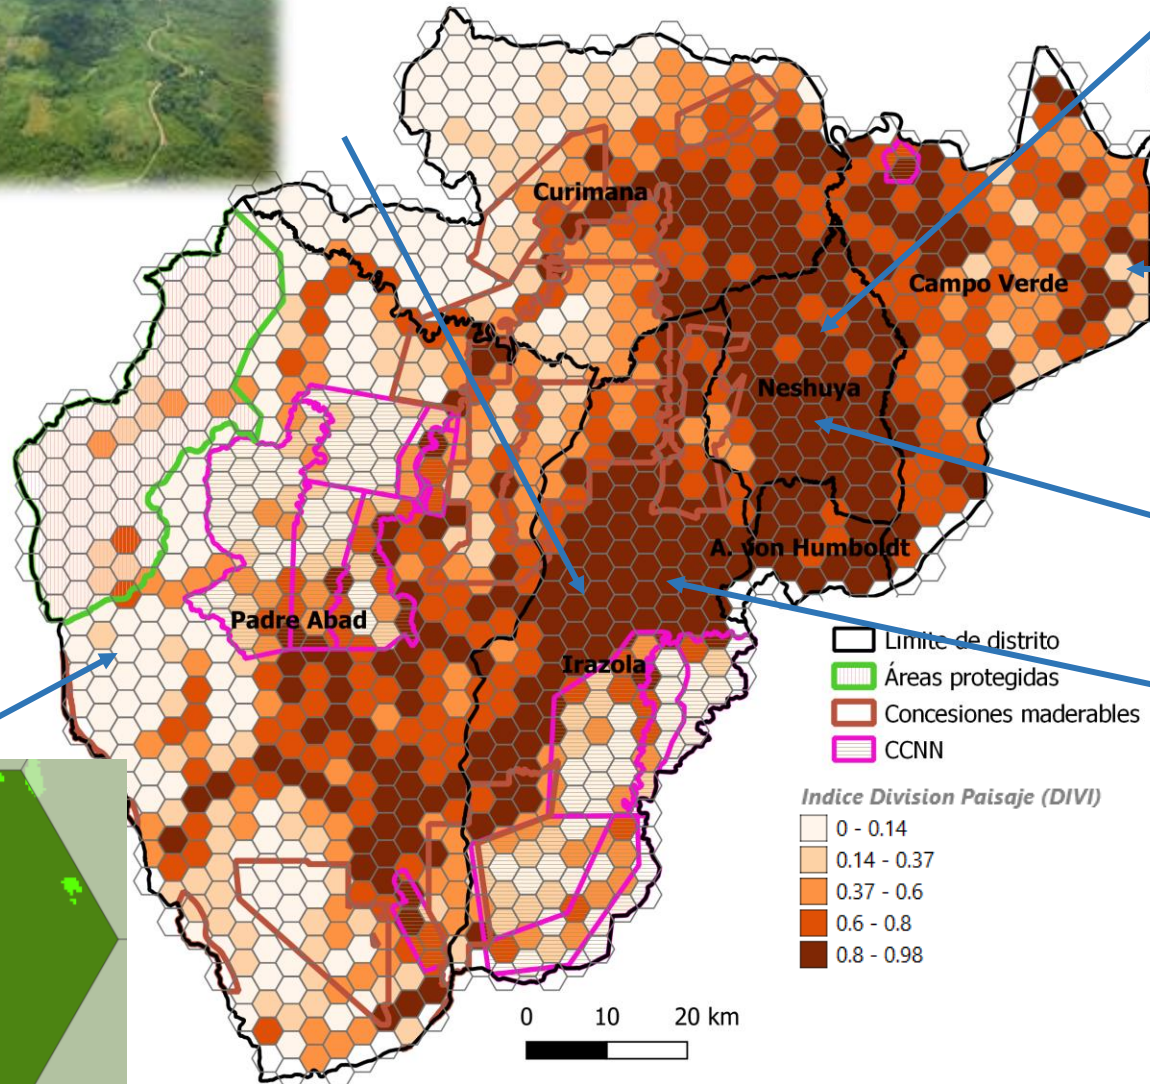 Curimana
Campo Verde
Neshuya
A. von Humboldt
Padre Abad
Irazola
Limite de distrito
Áreas protegidas
Concesiones maderables
CCNN
Indice Division Paisaje (DIVI)
0 - 0.14
0.14 - 0.37
0.37 - 0.6
0.6 - 0.8
0.8 - 0.98
0 10 20 km